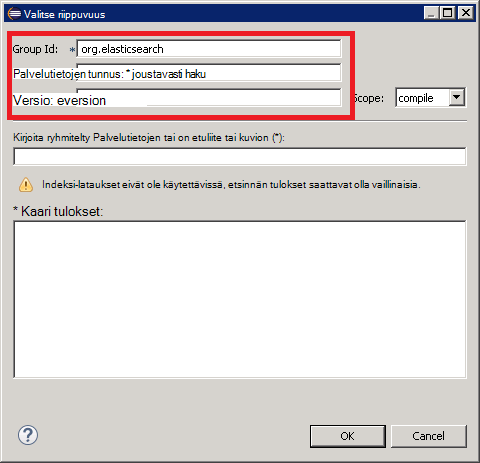 Valitse riippuvuus
Group Id: * org.elasticsearch
Palvelutietojen tunnus: * joustavasti haku
Versio: eversion
Scope: compile
Kirjoita ryhmitelty Palvelutietojen tai on etuliite tai kuvion (*):
Indeksi-lataukset eivät ole käytettävissä, etsinnän tulokset saattavat olla vaillinaisia.
* Kaari tulokset:
OK
Cancel